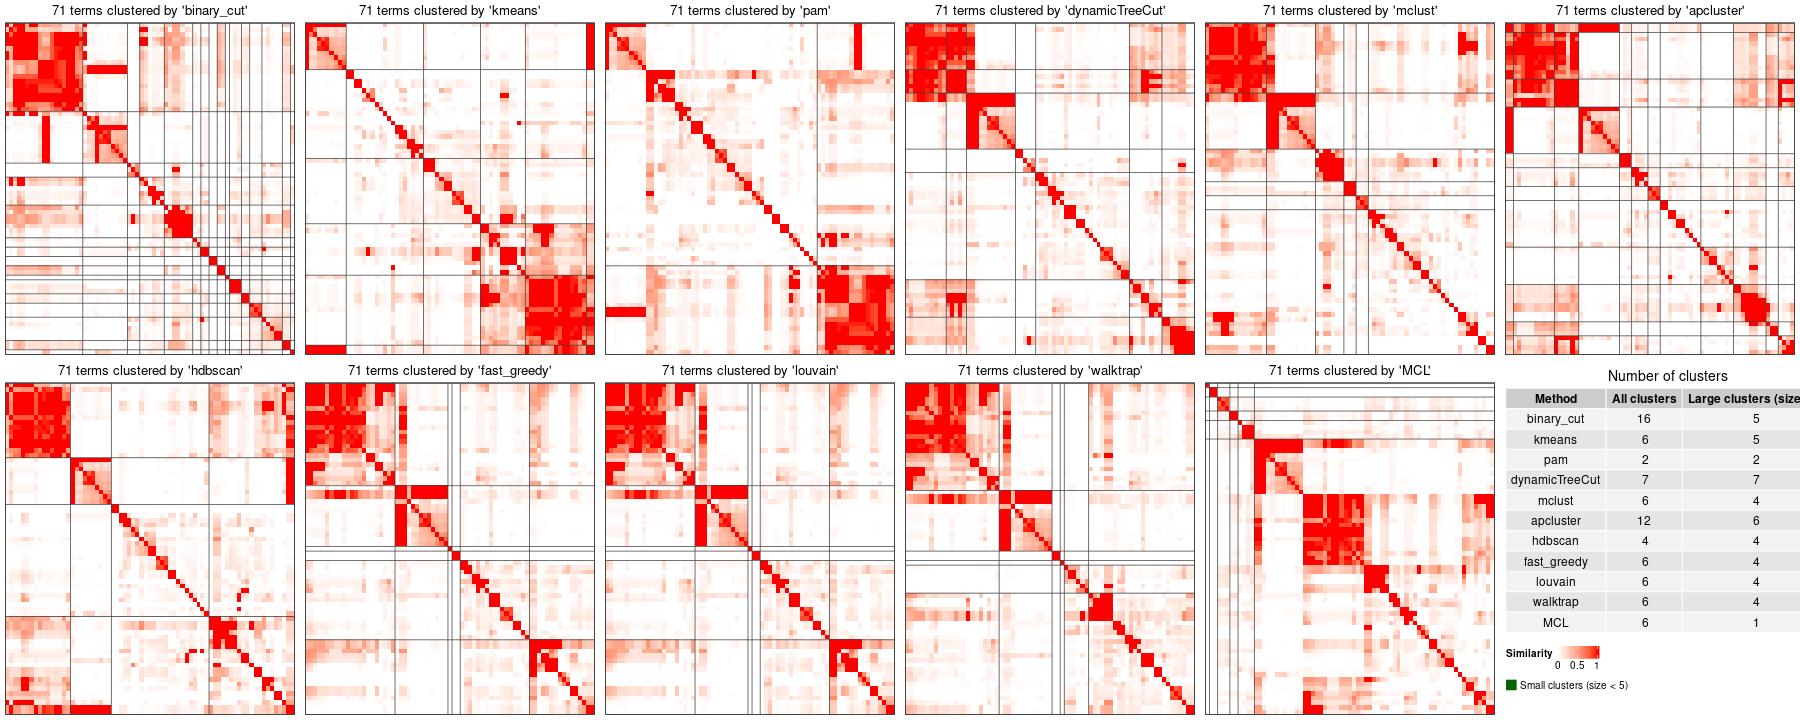 71 terms clustered by 'binary_cut'
71 terms clustered by 'kmeans'
71 terms clustered by 'pam'
71 terms clustered by 'dynamicTreeCut'
71 terms clustered by 'mclust'
71 terms clustered by 'apcluster'
71 terms clustered by 'hdbscan'
71 terms clustered by 'fast_greedy'
71 terms clustered by 'louvain'
71 terms clustered by 'walktrap'
71 terms clustered by 'MCL'
Number of clusters
Method All clusters Large clusters (size
binary_cut 16 5
kmeans 6 5
pam 2 2
dynamicTreeCut 7 7
mclust 6 4
apcluster 12 6
hdbscan 4 4
fast_greedy 6 4
louvain 6 4
walktrap 6 4
MCL 6 1
Similarity
0 0.5 1
Small clusters (size < 5)